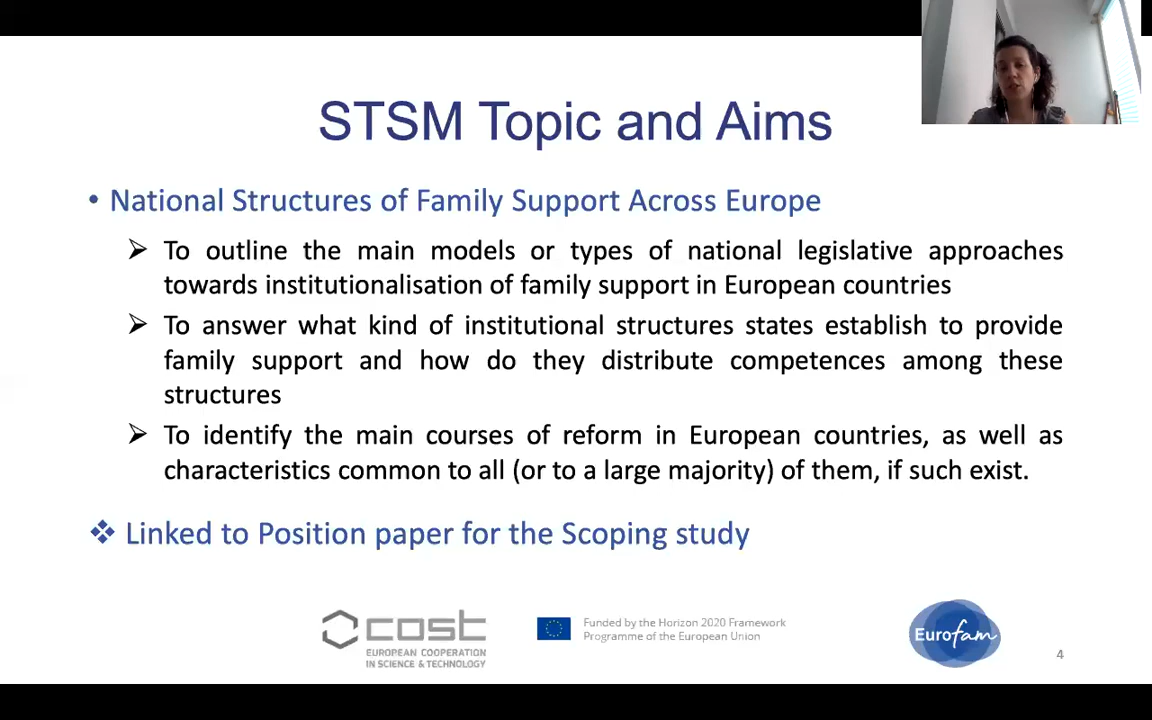 STSM Topic and Aims
• National Structures of Family Support Across Europe
➢ To outline the main models or types of national legislative approaches
towards institutionalisation of family support in European countries
➢ To answer what kind of institutional structures states establish to provide
family support and how do they distribute competences among these
structures
➢ To identify the main courses of reform in European countries, as well as
characteristics common to all (or to a large majority) of them, if such exist.
❖ Linked to Position paper for the Scoping study
cost
EUROPEAN COOPERATION
IN SCIENCE & TECHNOLOGY
Funded by the Horizon 2020 Framework
Programme of the European Union
Eurofam
4